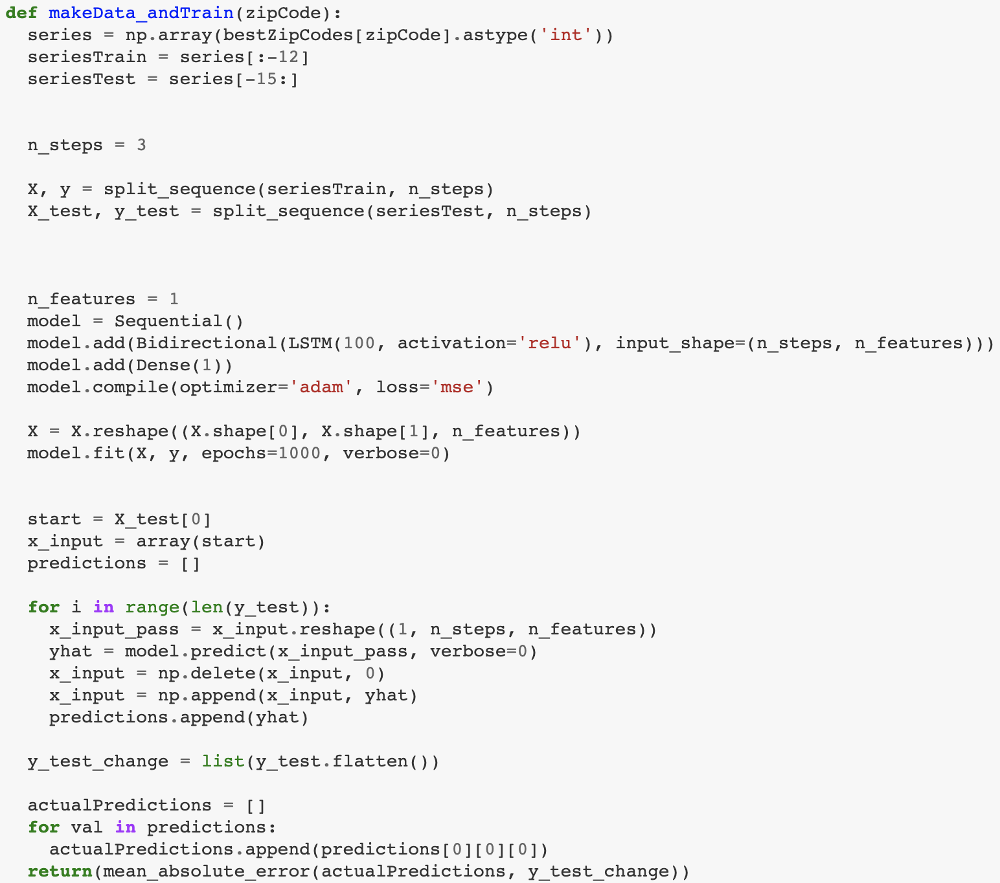 def makeData_andTrain(zipCode):
  series = np.array(bestZipCodes[zipCode].astype('int'))
  seriesTrain = series[:-12]
  seriesTest = series[-15:]
  n_steps = 3
  X, y = split_sequence(seriesTrain, n_steps)
  X_test, y_test = split_sequence(seriesTest, n_steps)
  n_features = 1
  model = Sequential()
  model.add(Bidirectional(LSTM(100, activation='relu'), input_shape=(n_steps, n_features)))
  model.add(Dense(1))
  model.compile(optimizer='adam', loss='mse')
  X = X.reshape((X.shape[0], X.shape[1], n_features))
  model.fit(X, y, epochs=1000, verbose=0)
  start = X_test[0]
  x_input = array(start)
  predictions = []
  for i in range(len(y_test)):
    x_input_pass = x_input.reshape((1, n_steps, n_features))
    yhat = model.predict(x_input_pass, verbose=0)
    x_input = np.delete(x_input, 0)
    x_input = np.append(x_input, yhat)
    predictions.append(yhat)
  y_test_change = list(y_test.flatten())
  actualPredictions = []
  for val in predictions:
    actualPredictions.append(predictions[0][0][0])
  return(mean_absolute_error(actualPredictions, y_test_change))